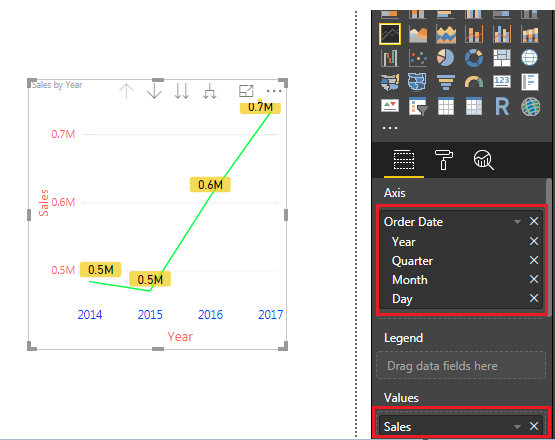 Sales by Year
0.7M
0.7M
0.6M
0.6M
Sales
0.5M
0.5M
0.5M
2014 2015 2016 2017
Year
123
R
Axis
Order Date
Year
Quarter
Month
Day
Legend
Drag data fields here
Values
Sales